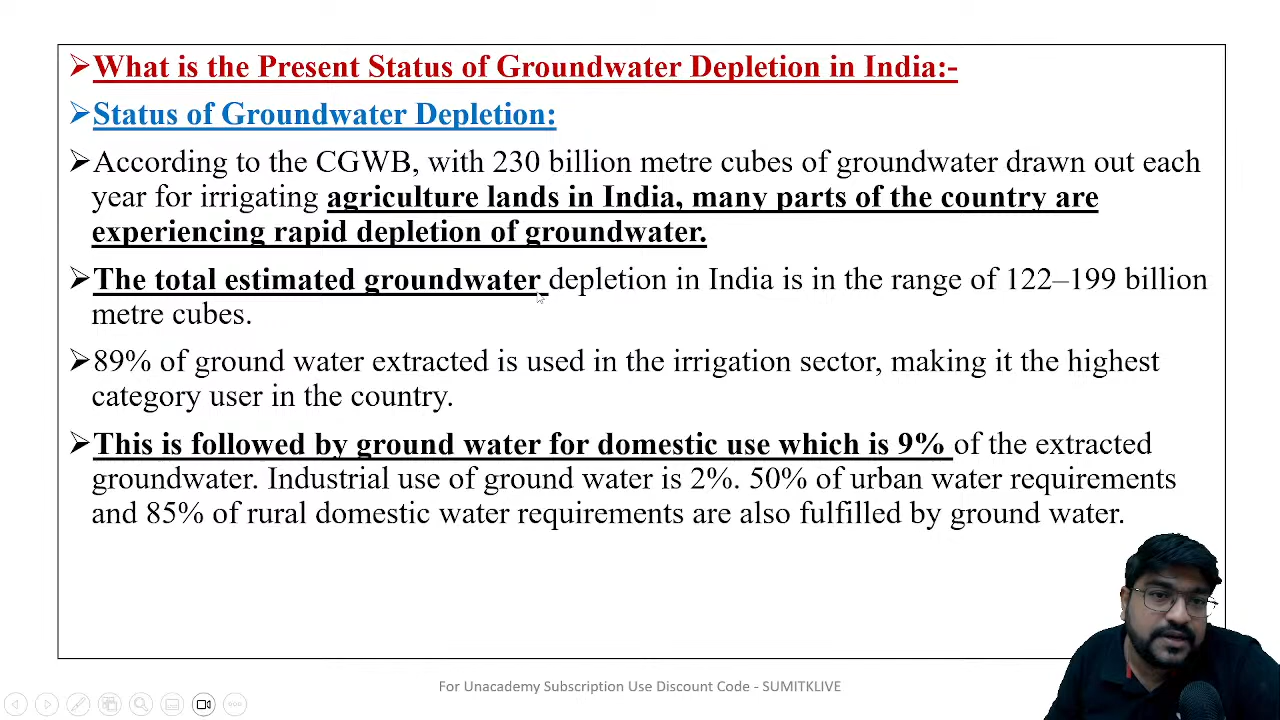 What is the Present Status of Groundwater Depletion in India:-
Status of Groundwater Depletion:
According to the CGWB, with 230 billion metre cubes of groundwater drawn out each
year for irrigating agriculture lands in India, many parts of the country are
experiencing rapid depletion of groundwater.
The total estimated groundwater depletion in India is in the range of 122–199 billion
metre cubes.
89% of ground water extracted is used in the irrigation sector, making it the highest
category user in the country.
This is followed by ground water for domestic use which is 9% of the extracted
groundwater. Industrial use of ground water is 2%. 50% of urban water requirements
and 85% of rural domestic water requirements are also fulfilled by ground water.
For Unacademy Subscription Use Discount Code - SUMITKLIVE